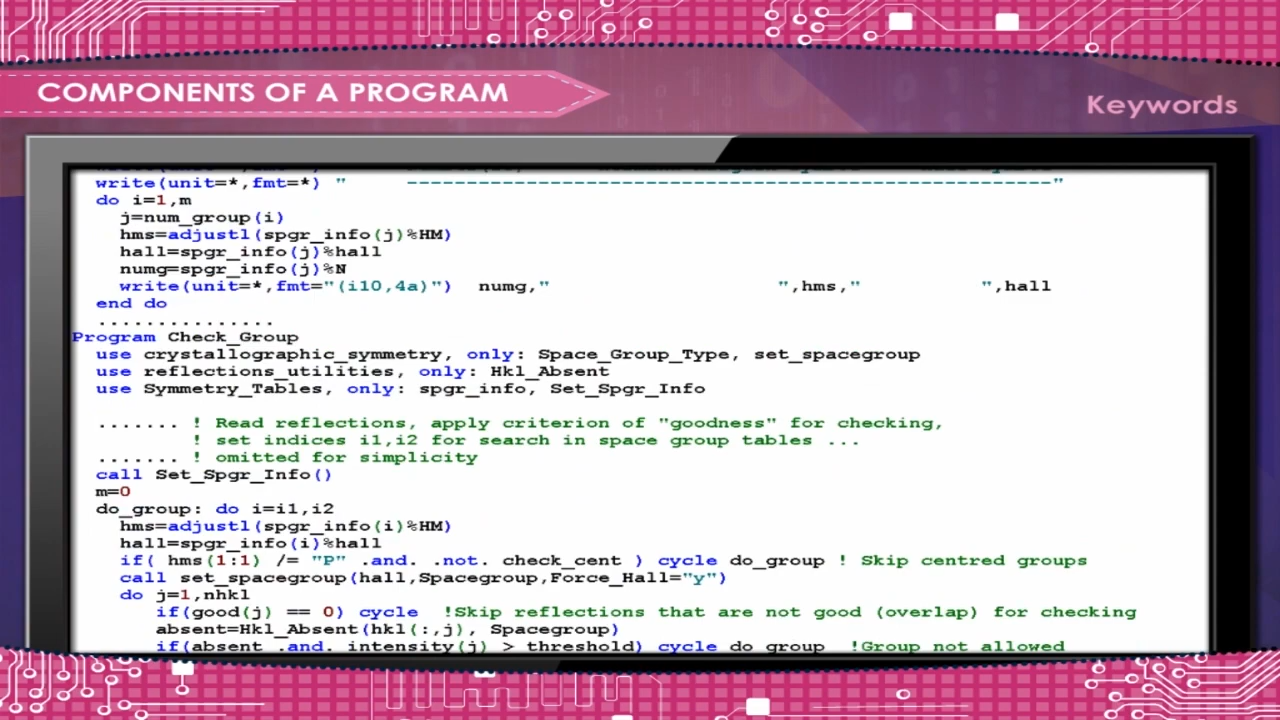 COMPONENTS OF A PROGRAM
Keywords
write(unit=*,fmt=*) "     -----------------------------------------------------"
do i=1,m
j=num_group(i)
hms=adjustl(spgr_info(j)%HM)
hall=spgr_info(j)%hall
numg=spgr_info(j)%N
write(unit=*,fmt="(i10,4a)")  numg,"                   ",hms,"          ",hall
end do
...............
Program Check_Group
use crystallographic_symmetry, only: Space_Group_Type, set_spacegroup
use reflections_utilities, only: Hkl_Absent
use Symmetry_Tables, only: spgr_info, Set_Spgr_Info
....... ! Read reflections, apply criterion of "goodness" for checking,
! set indices i1,i2 for search in space group tables ...
....... ! omitted for simplicity
call Set_Spgr_Info()
m=0
do_group: do i=i1,i2
hms=adjustl(spgr_info(i)%HM)
hall=spgr_info(i)%hall
if( hms(1:1) /= "P" .and. .not. check_cent ) cycle do_group ! Skip centred groups
call set_spacegroup(hall,Spacegroup,Force_Hall="y")
do j=1,nhkl
if(good(j) == 0) cycle  !Skip reflections that are not good (overlap) for checking
absent=Hkl_Absent(hkl(:,j), Spacegroup)
if(absent .and. intensity(j) > threshold) cycle do_group  !Group not allowed